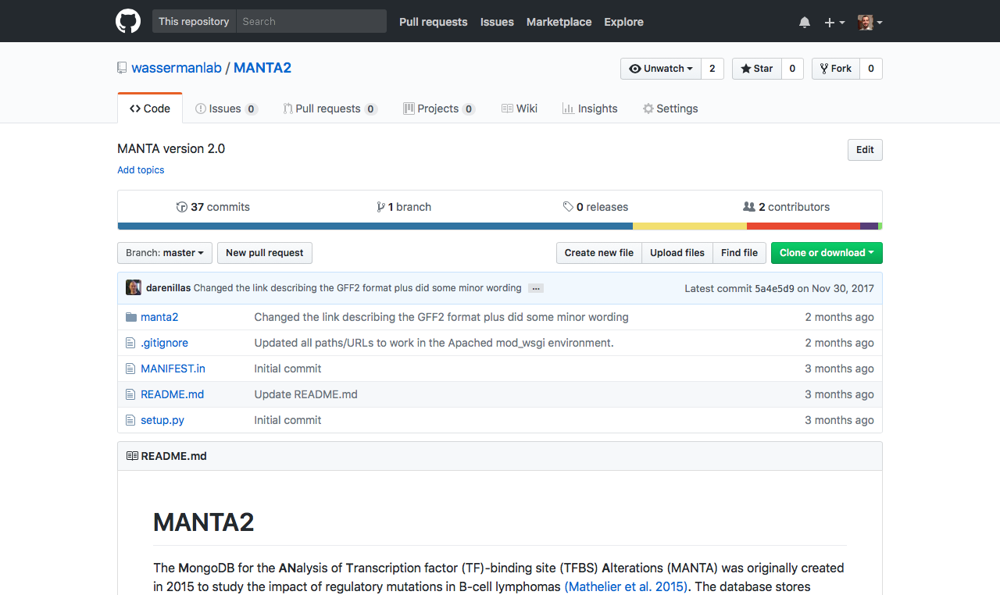 This repository Search Pull requests Issues Marketplace Explore
wassermanlab / MANTA2 Unwatch 2 Star 0 Fork 0
Code Issues 0 Pull requests 0 Projects 0 Wiki Insights Settings
MANTA version 2.0 Edit
Add topics
37 commits 1 branch 0 releases 2 contributors
Branch: master New pull request Create new file Upload files Find file Clone or download
darenillas Changed the link describing the GFF2 format plus did some minor wording ... Latest commit 5a4e5d9 on Nov 30, 2017
manta2 Changed the link describing the GFF2 format plus did some minor wording 2 months ago
.gitignore Updated all paths/URLs to work in the Apached mod_wsgi environment. 2 months ago
MANIFEST.in Initial commit 3 months ago
README.md Update README.md 3 months ago
setup.py Initial commit 3 months ago
README.md
MANTA2
The MongoDB for the ANalysis of Transcription factor (TF)-binding site (TFBS) Alterations (MANTA) was originally created
in 2015 to study the impact of regulatory mutations in B-cell lymphomas (Mathelier et al. 2015). The database stores